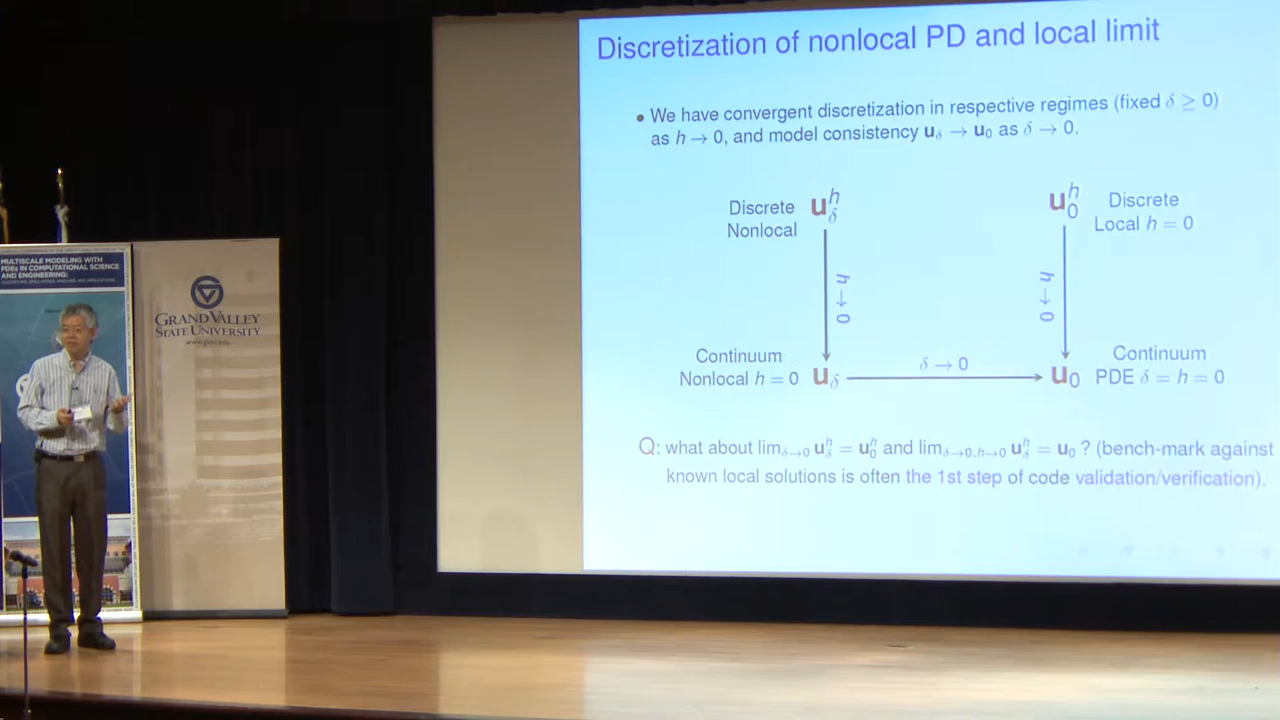 Discretization of nonlocal PD and local limit
• We have convergent discretization in respective regimes (fixed δ ≥ 0)
as h → 0, and model consistency u_δ → u_0 as δ → 0.
Discrete
Nonlocal
u_δ^h
u_0^h
Discrete
Local h = 0
h → 0
h → 0
Continuum
Nonlocal h = 0
u_δ
δ → 0
u_0
Continuum
PDE δ = h = 0
Q: what about lim_{δ→0} u_δ^h = u_0^h and lim_{δ→0,h→0} u_δ^h = u_0 ? (bench-mark against
known local solutions is often the 1st step of code validation/verification).
MULTISCALE MODELING WITH
PDEs IN COMPUTATIONAL SCIENCE
AND ENGINEERING:
GRAND VALLEY
STATE UNIVERSITY
www.gvsu.edu